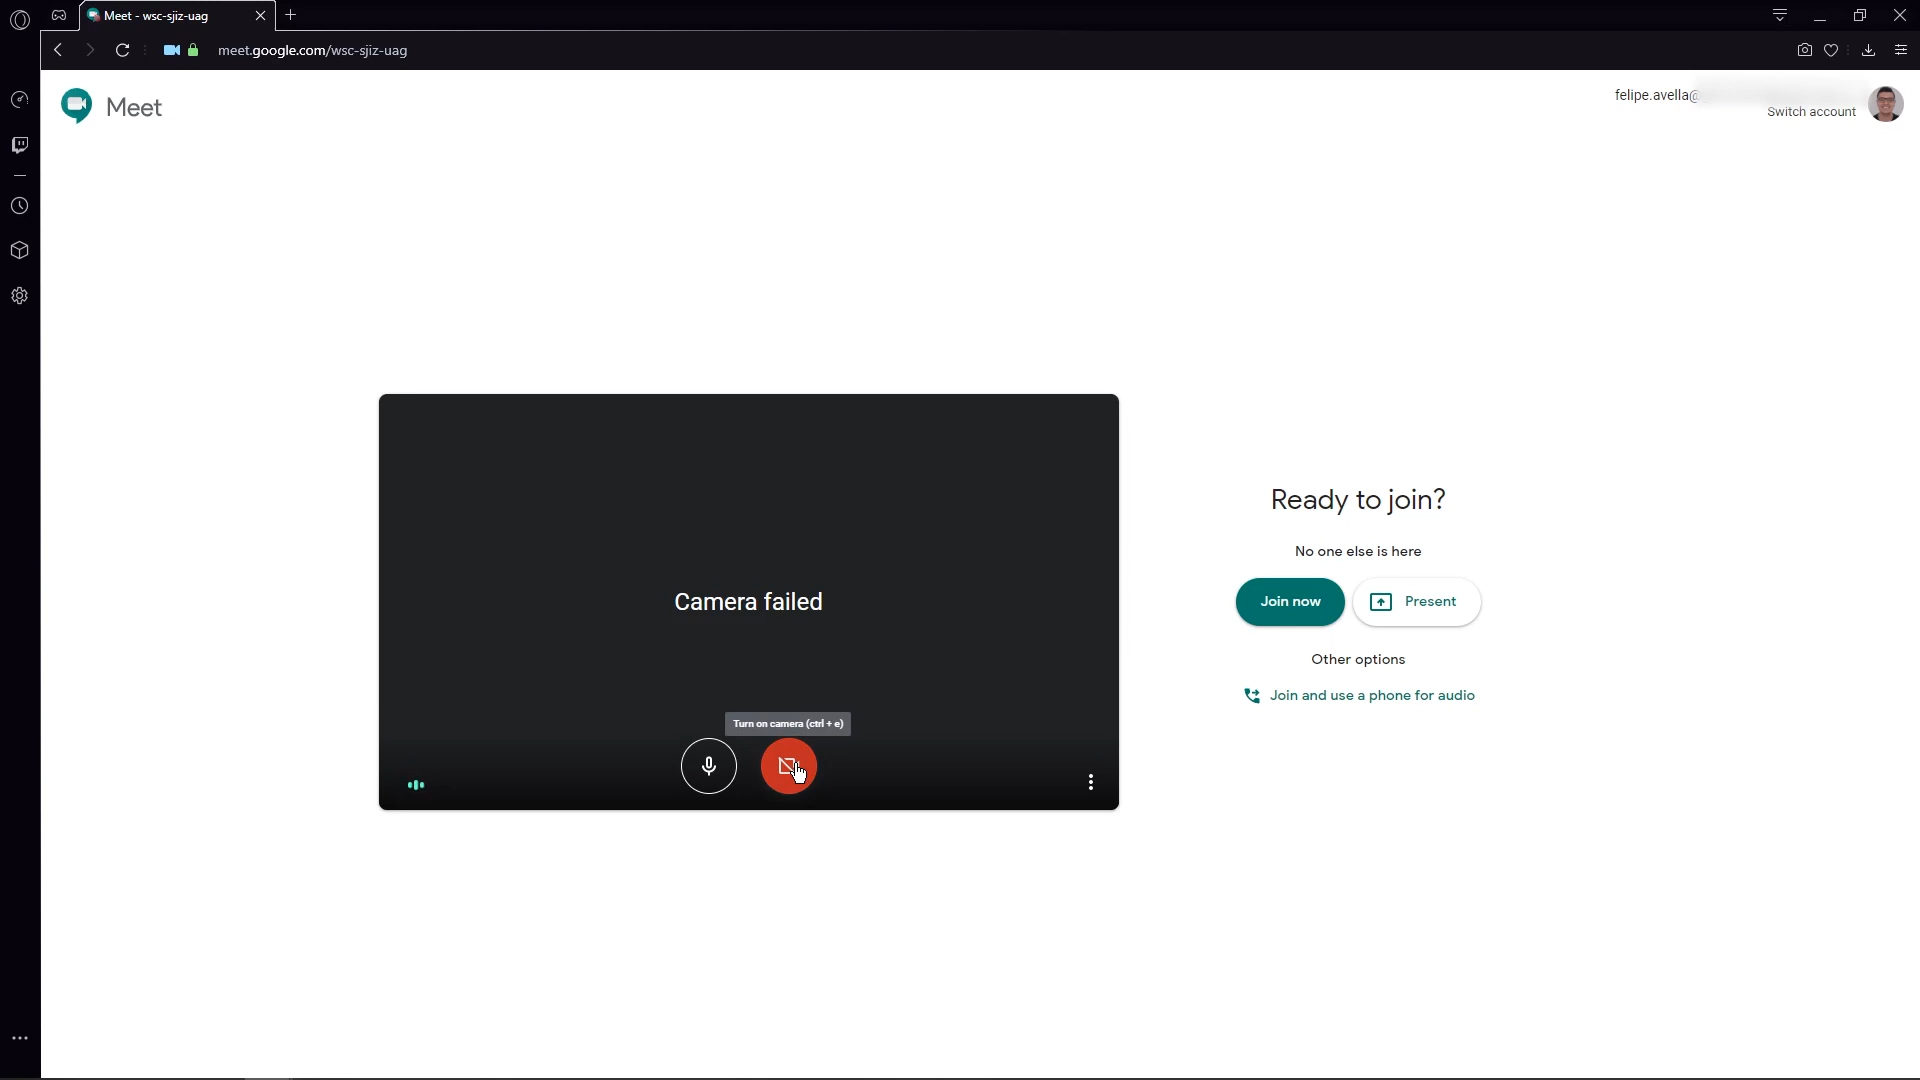 Meet - wsc-sjiz-uag
meet.google.com/wsc-sjiz-uag
Meet
felipe.avella@
Switch account
Camera failed
Turn on camera (ctrl + e)
Ready to join?
No one else is here
Join now
Present
Other options
Join and use a phone for audio